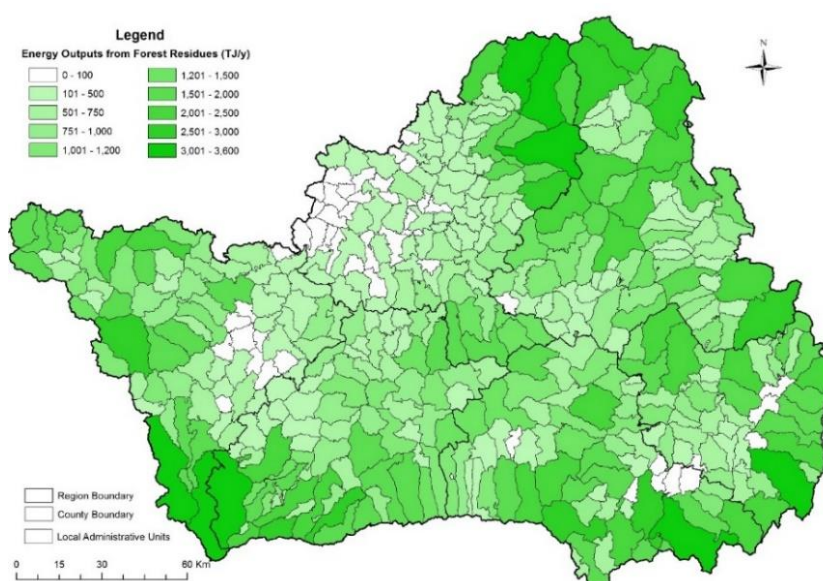 Legend
Energy Outputs from Forest Residues (TJ/y)
0 - 100
101 - 500
501 - 750
751 - 1,000
1,001 - 1,200
1,201 - 1,500
1,501 - 2,000
2,001 - 2,500
2,501 - 3,000
3,001 - 3,600
N
Region Boundary
County Boundary
Local Administrative Units
0 15 30 60 Km